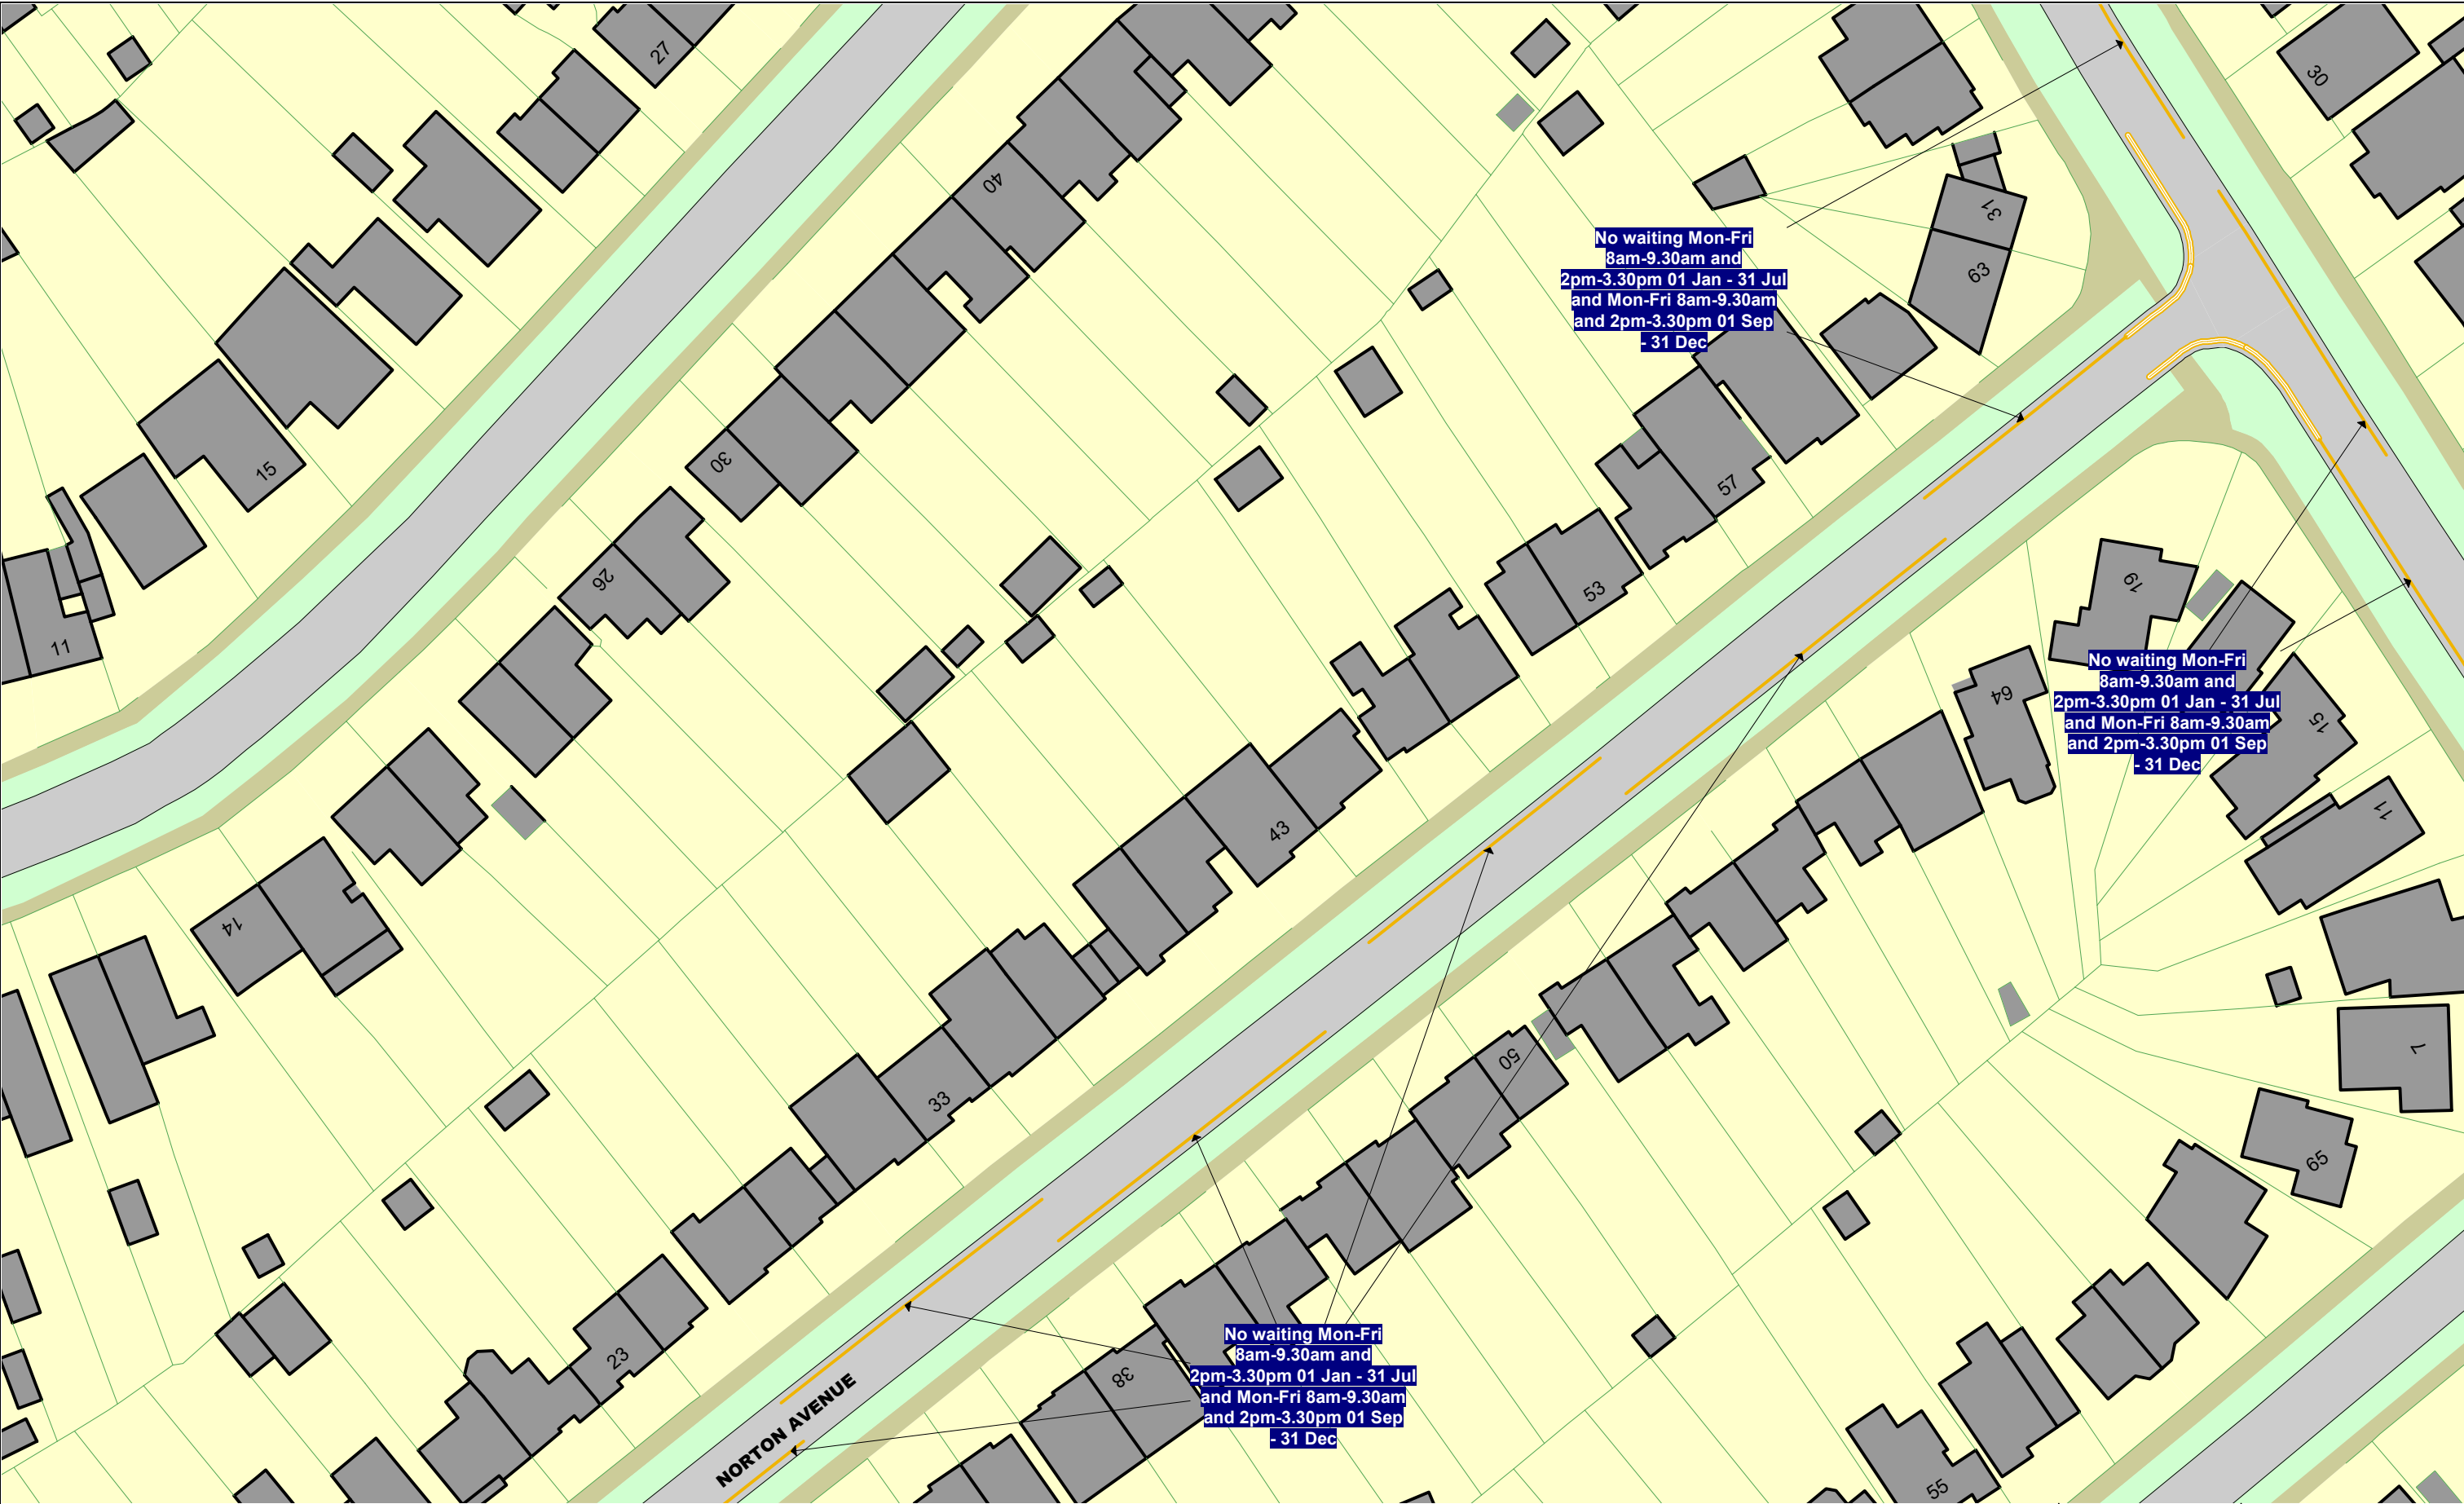 27
30
40
31
No waiting Mon-Fri
8am-9.30am and
2pm-3.30pm 01 Jan - 31 Jul
and Mon-Fri 8am-9.30am
and 2pm-3.30pm 01 Sep
- 31 Dec
63
15
30
57
26
53
19
11
64
No waiting Mon-Fri
8am-9.30am and
2pm-3.30pm 01 Jan - 31 Jul
and Mon-Fri 8am-9.30am
and 2pm-3.30pm 01 Sep
- 31 Dec
15
11
43
14
7
50
33
65
23
No waiting Mon-Fri
8am-9.30am and
2pm-3.30pm 01 Jan - 31 Jul
and Mon-Fri 8am-9.30am
and 2pm-3.30pm 01 Sep
- 31 Dec
38
NORTON AVENUE
55